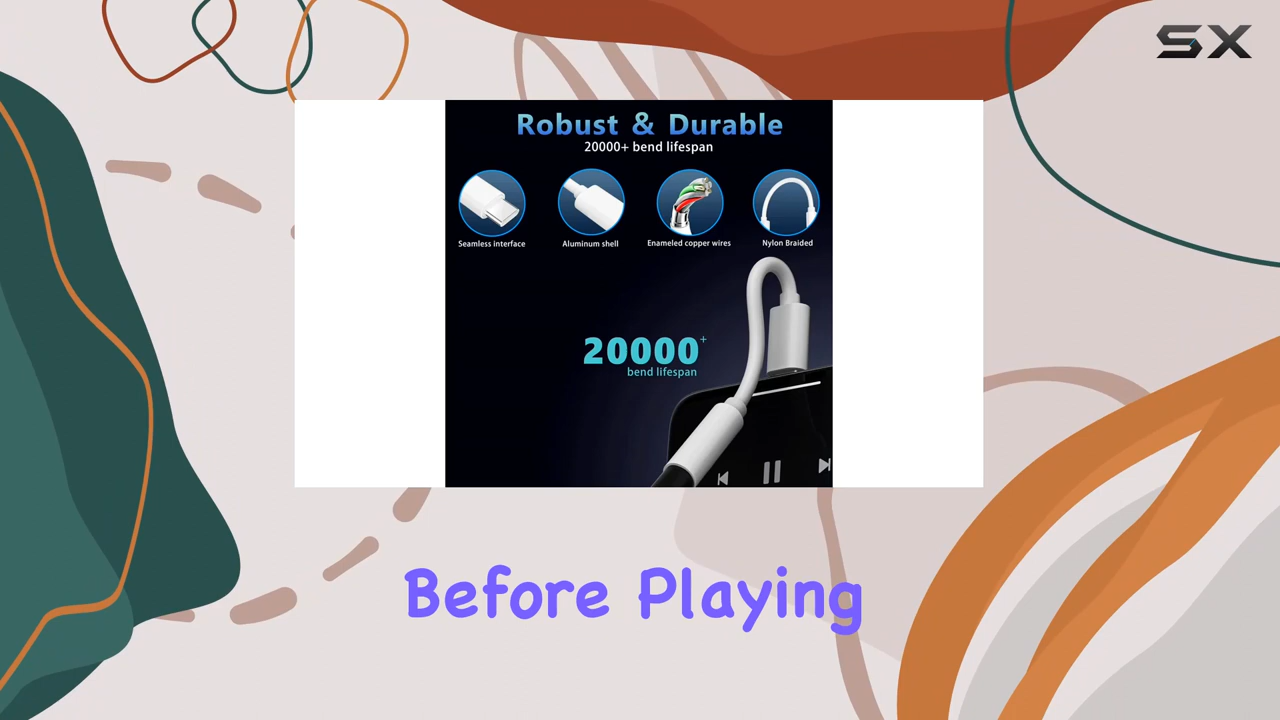 SX
Robust & Durable
20000+ bend lifespan
Seamless interface
Aluminum shell
Enameled copper wires
Nylon Braided
20000+
bend lifespan
Before Playing